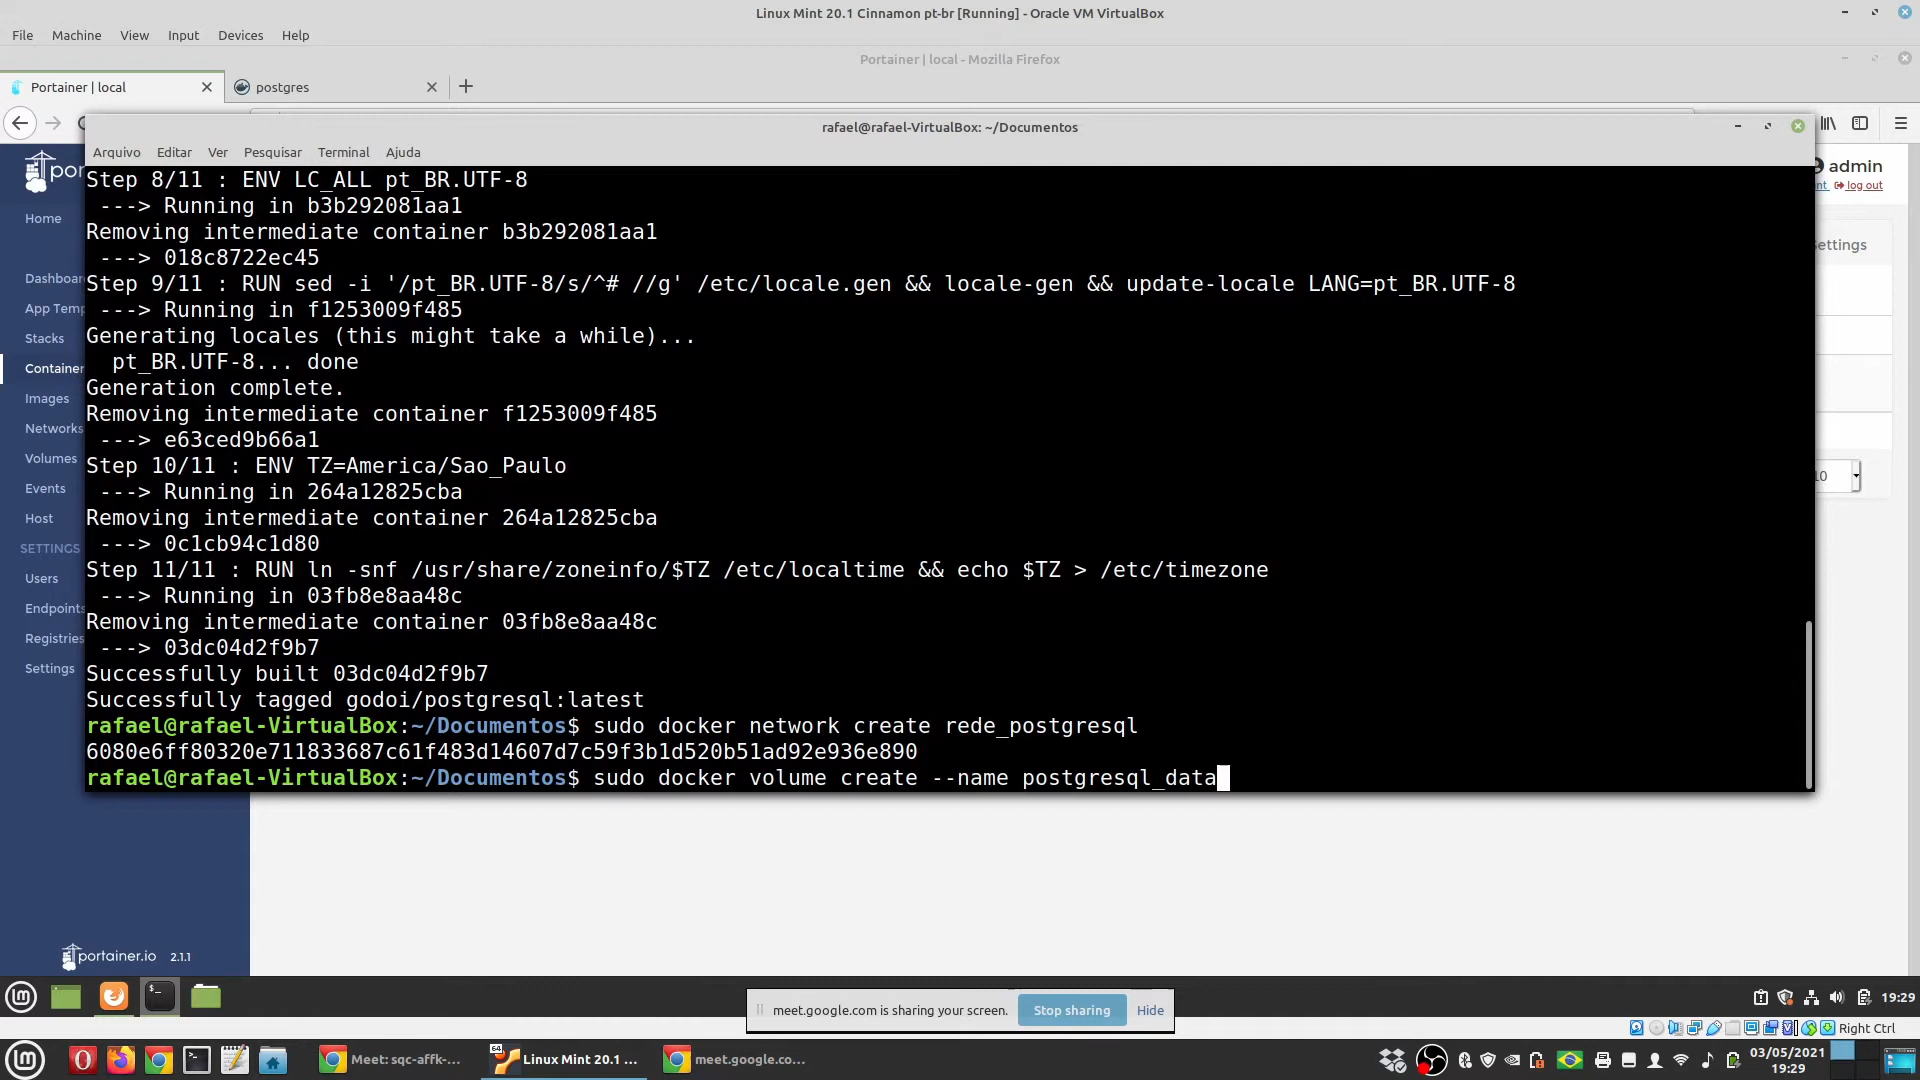 Linux Mint 20.1 Cinnamon pt-br [Running] - Oracle VM VirtualBox
File Machine View Input Devices Help
Portainer | local - Mozilla Firefox
Portainer | local
postgres
rafael@rafael-VirtualBox: ~/Documentos
Arquivo Editar Ver Pesquisar Terminal Ajuda
Step 8/11 : ENV LC_ALL pt_BR.UTF-8
---> Running in b3b292081aa1
Removing intermediate container b3b292081aa1
---> 018c8722ec45
Step 9/11 : RUN sed -i '/pt_BR.UTF-8/s/^# //g' /etc/locale.gen && locale-gen && update-locale LANG=pt_BR.UTF-8
---> Running in f1253009f485
Generating locales (this might take a while)...
pt_BR.UTF-8... done
Generation complete.
Removing intermediate container f1253009f485
---> e63ced9b66a1
Step 10/11 : ENV TZ=America/Sao_Paulo
---> Running in 264a12825cba
Removing intermediate container 264a12825cba
---> 0c1cb94c1d80
Step 11/11 : RUN ln -snf /usr/share/zoneinfo/$TZ /etc/localtime && echo $TZ > /etc/timezone
---> Running in 03fb8e8aa48c
Removing intermediate container 03fb8e8aa48c
---> 03dc04d2f9b7
Successfully built 03dc04d2f9b7
Successfully tagged godoi/postgresql:latest
rafael@rafael-VirtualBox:~/Documentos$ sudo docker network create rede_postgresql
6080e6ff80320e711833687c61f483d14607d7c59f3b1d520b51ad92e936e890
rafael@rafael-VirtualBox:~/Documentos$ sudo docker volume create --name postgresql_data
por
Home
Dashboar
App Temp
Stacks
Container
Images
Networks
Volumes
Events
Host
SETTINGS
Users
Endpoints
Registries
Settings
portainer.io 2.1.1
admin
nt log out
Settings
10
meet.google.com is sharing your screen. Stop sharing Hide
19:29
Right Ctrl
Meet: sqc-affk-...
64
Linux Mint 20.1 ...
meet.google.co...
03/05/2021
19:29